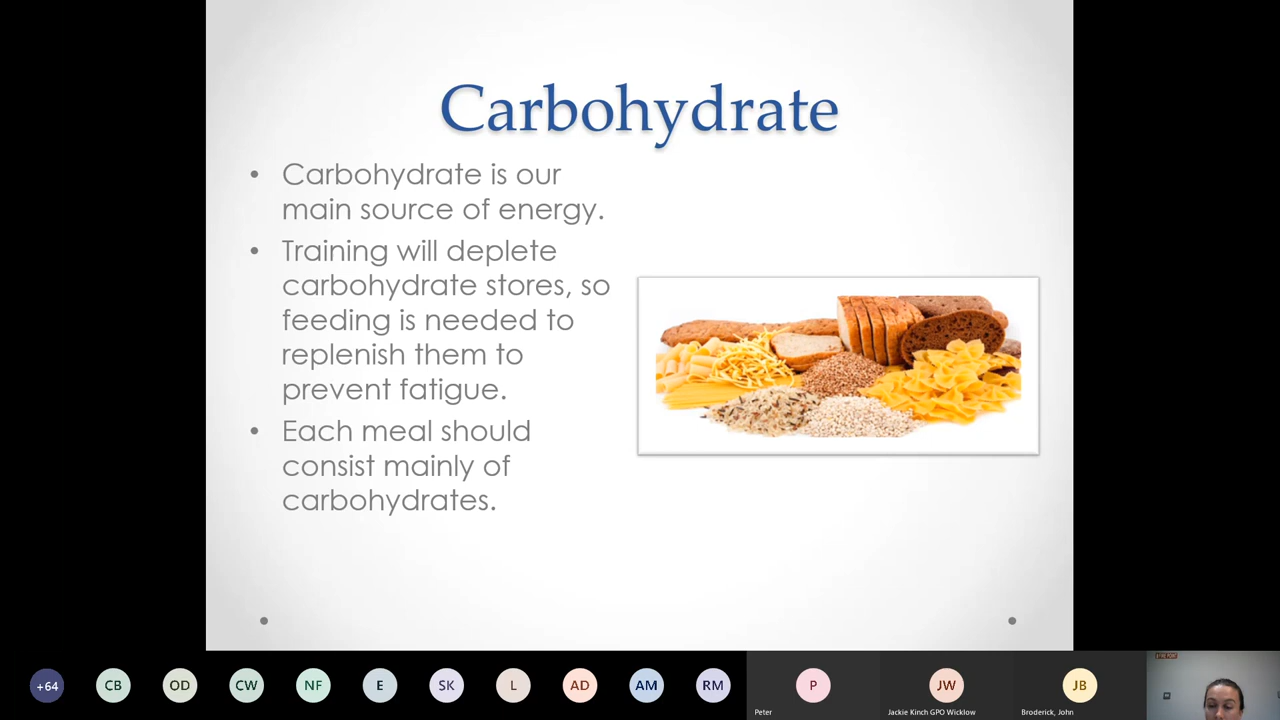 Carbohydrate
• Carbohydrate is our
main source of energy.
• Training will deplete
carbohydrate stores, so
feeding is needed to
replenish them to
prevent fatigue.
• Each meal should
consist mainly of
carbohydrates.
+64 CB OD CW NF E SK L AD AM RM P JW JB
Peter Jackie Kinch GPO Wicklow Broderick, John